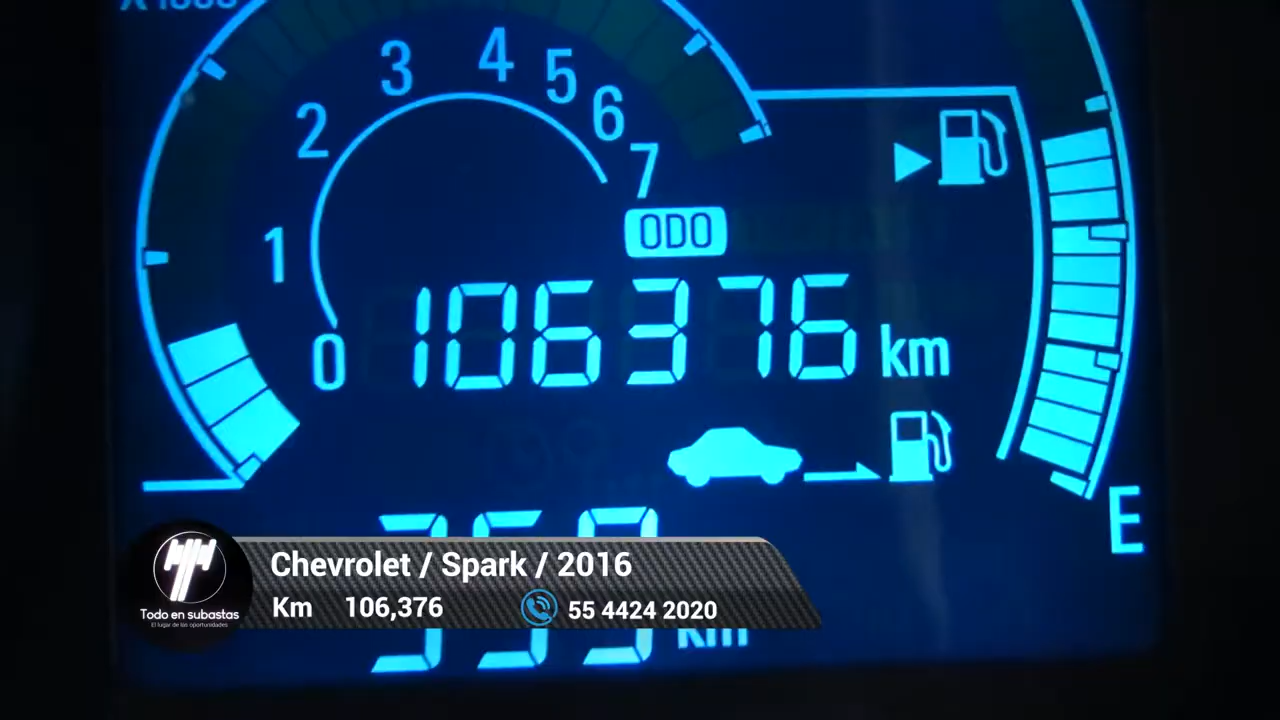 X 1000
0
1
2
3
4
5
6
7
ODO
106376 km
E
km
Chevrolet / Spark / 2016
Km 106,376
55 4424 2020
Todo en subastas
El lugar de las oportunidades